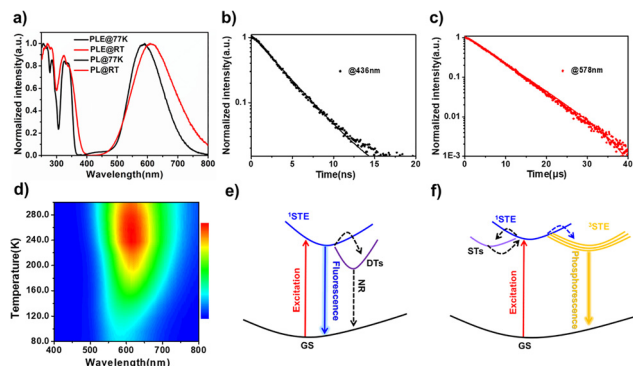 a)
PLE@77K
PLE@RT
PL@77K
PL@RT
Normalized intensity(a.u.)
1.0
0.8
0.6
0.4
0.2
0.0
300 400 500 600 700 800
Wavelength(nm)
b)
@436nm
Normalized Intensity(a.u.)
1
0.1
0 5 10 15 20
Time(ns)
c)
@578nm
Normalized Intensity(a.u.)
1
0.1
0.01
1E-3
0 10 20 30 40
Time(μs)
d)
Temperature(K)
280.0
240.0
200.0
160.0
120.0
80.0
400 500 600 700 800
Wavelength(nm)
e)
¹STE
DTs
Excitation
Fluorescence
NR
GS
f)
¹STE
³STE
STs
Excitation
Phosphorescence
GS